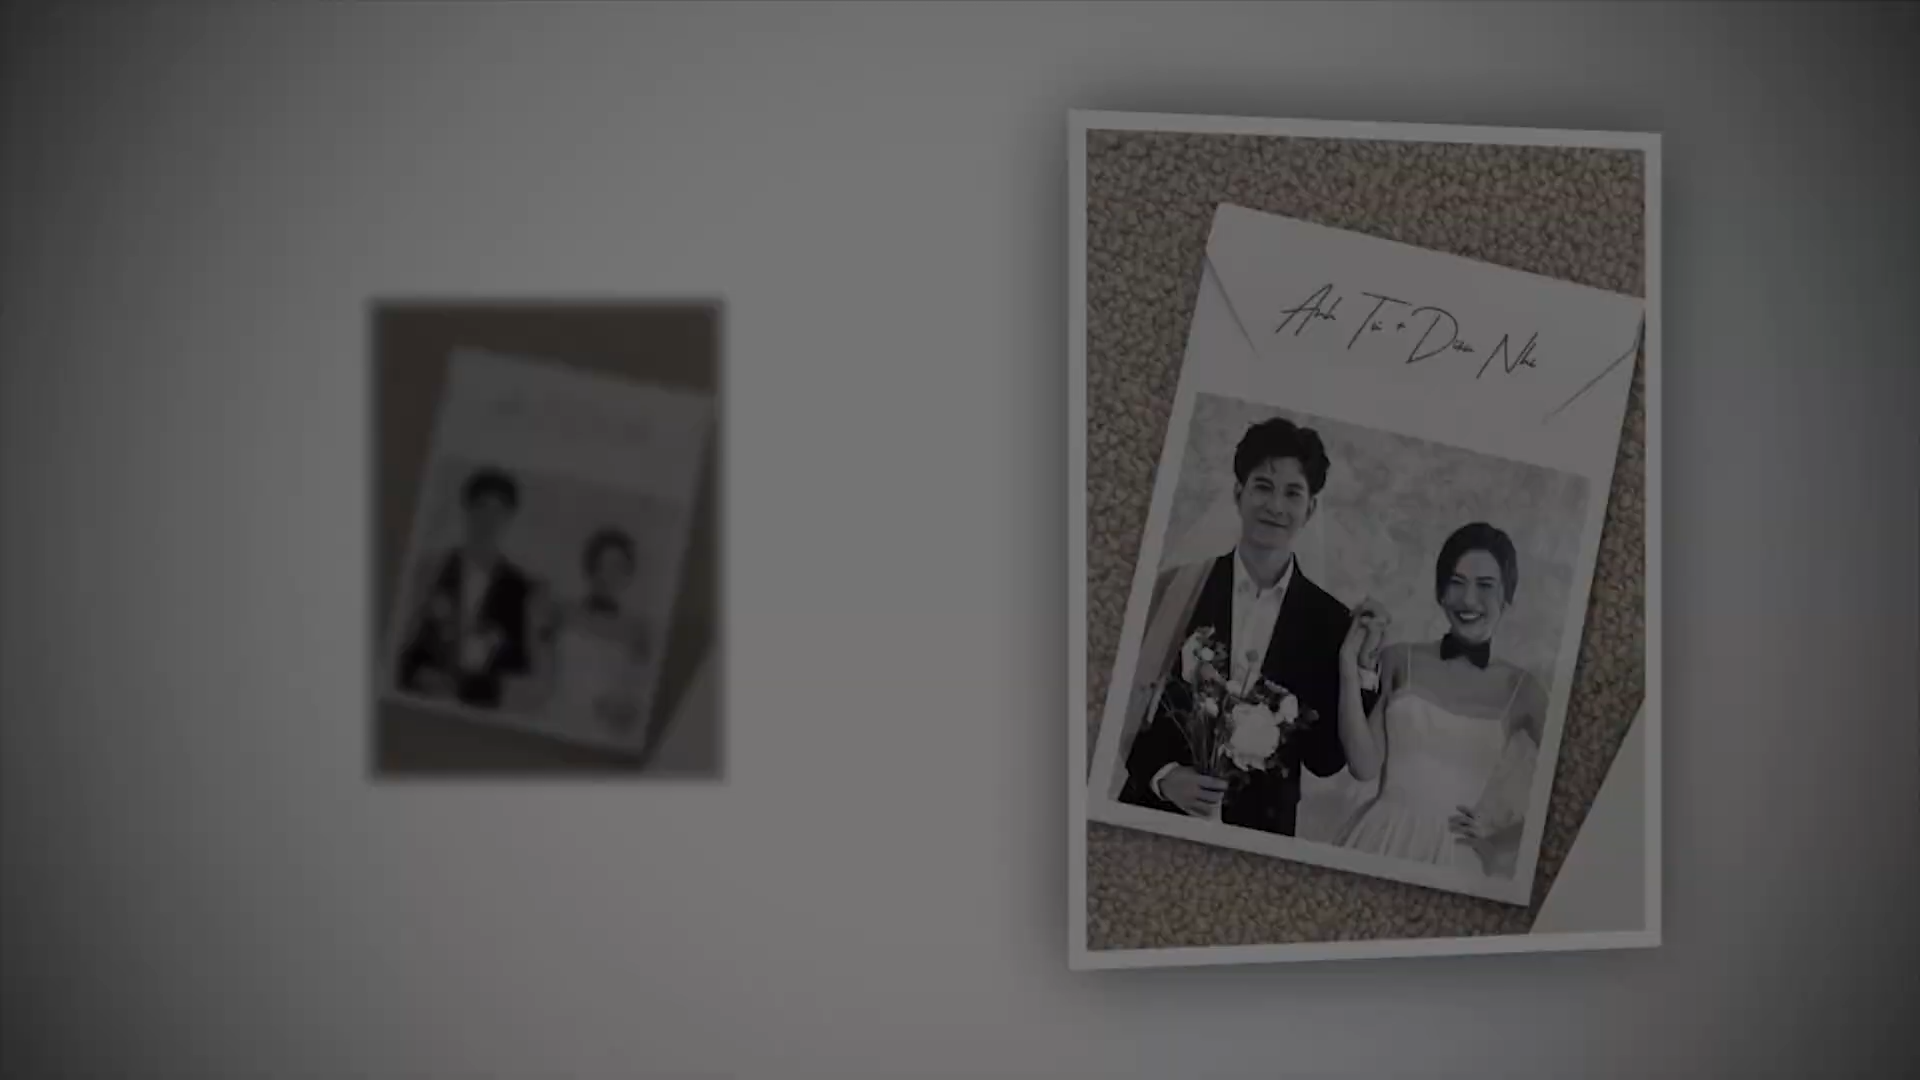 Anh Tú + Diệu Nhi